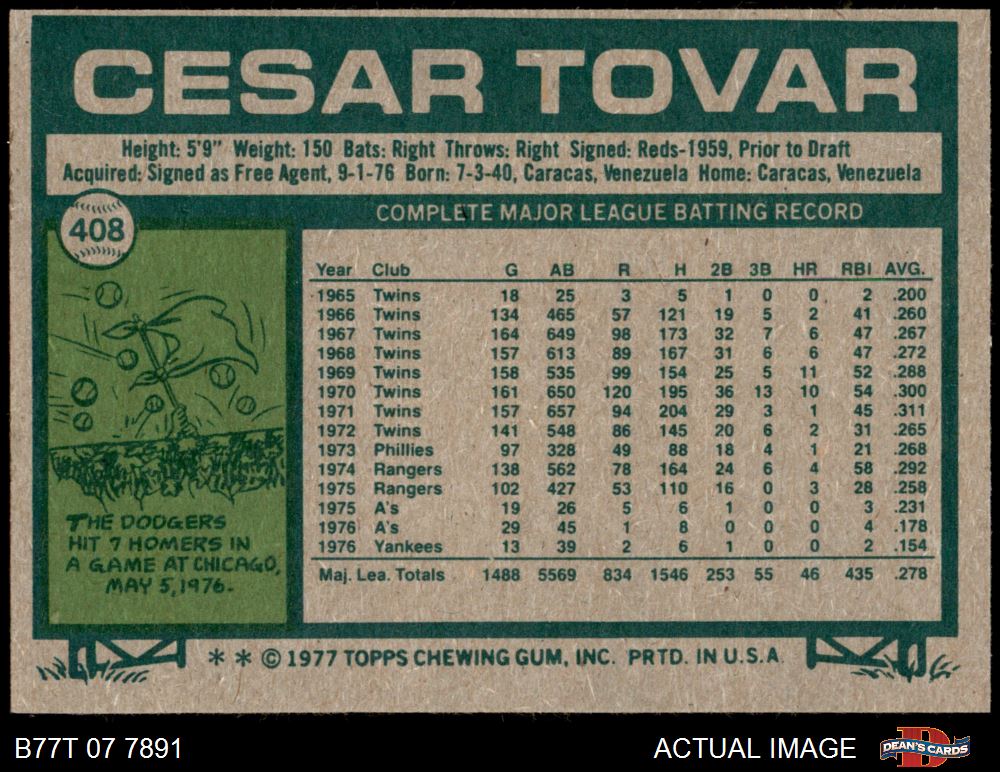 CESAR TOVAR
Height: 5'9" Weight: 150 Bats: Right Throws: Right Signed: Reds-1959, Prior to Draft
Acquired: Signed as Free Agent, 9-1-76 Born: 7-3-40, Caracas, Venezuela Home: Caracas, Venezuela
408
COMPLETE MAJOR LEAGUE BATTING RECORD
Year Club G AB R H 2B 3B HR RBI AVG.
1965 Twins 18 25 3 5 1 0 0 2 .200
1966 Twins 134 465 57 121 19 5 2 41 .260
1967 Twins 164 649 98 173 32 7 6 47 .267
1968 Twins 157 613 89 167 31 6 6 47 .272
1969 Twins 158 535 99 154 25 5 11 52 .288
1970 Twins 161 650 120 195 36 13 10 54 .300
1971 Twins 157 657 94 204 29 3 1 45 .311
1972 Twins 141 548 86 145 20 6 2 31 .265
1973 Phillies 97 328 49 88 18 4 1 21 .268
1974 Rangers 138 562 78 164 24 6 4 58 .292
1975 Rangers 102 427 53 110 16 0 3 28 .258
1975 A's 19 26 5 6 1 0 0 3 .231
1976 A's 29 45 1 8 0 0 0 4 .178
1976 Yankees 13 39 2 6 1 0 0 2 .154
Maj. Lea. Totals 1488 5569 834 1546 253 55 46 435 .278
THE DODGERS
HIT 7 HOMERS IN
A GAME AT CHICAGO,
MAY 5, 1976.
** © 1977 TOPPS CHEWING GUM, INC. PRTD. IN U.S.A.
B77T 07 7891
ACTUAL IMAGE
DEAN'S CARDS